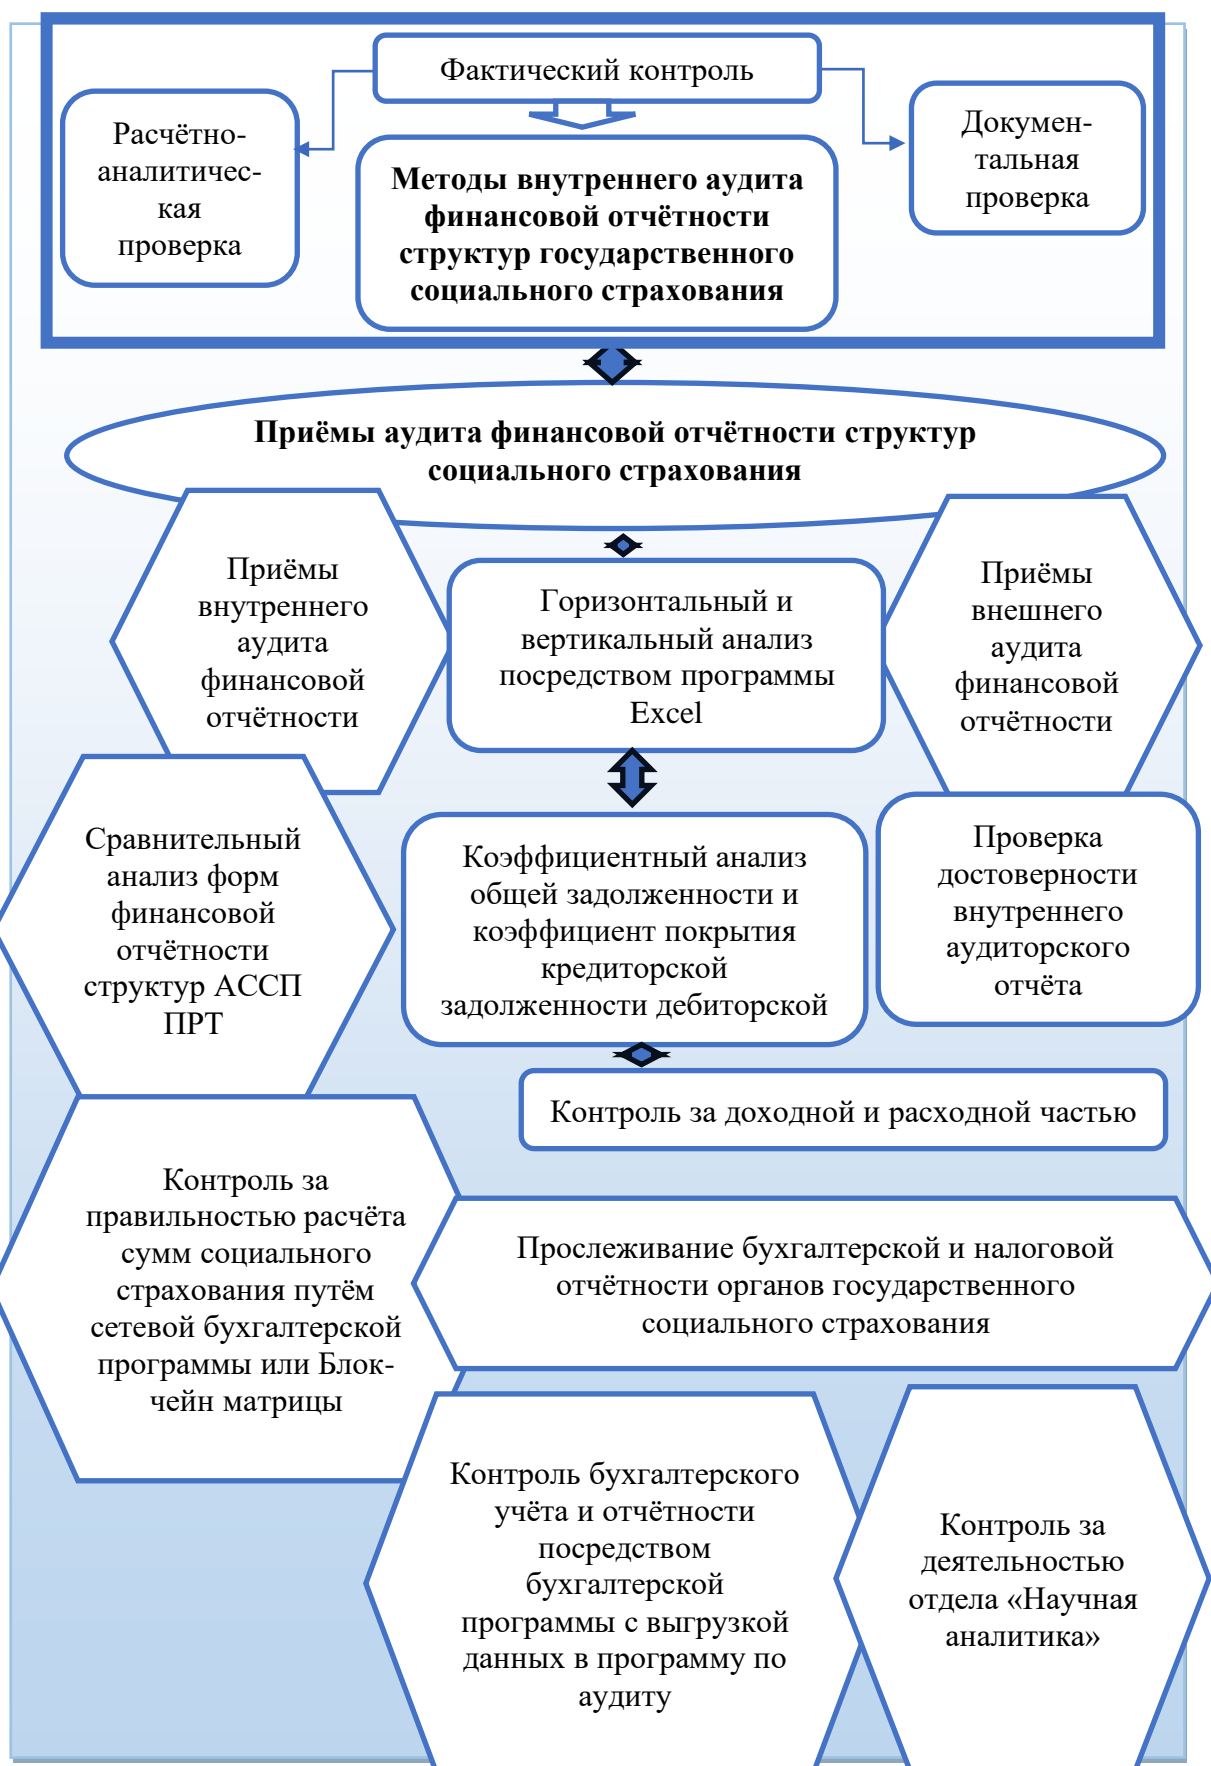 Фактический контроль
Расчётно-
аналитичес-
кая
проверка
Методы внутреннего аудита
финансовой отчётности
структур государственного
социального страхования
Докумен-
тальная
проверка
Приёмы аудита финансовой отчётности структур
социального страхования
Приёмы
внутреннего
аудита
финансовой
отчётности
Горизонтальный и
вертикальный анализ
посредством программы
Excel
Приёмы
внешнего
аудита
финансовой
отчётности
Сравнительный
анализ форм
финансовой
отчётности
структур АССП
ПРТ
Коэффициентный анализ
общей задолженности и
коэффициент покрытия
кредиторской
задолженности дебиторской
Проверка
достоверности
внутреннего
аудиторского
отчёта
Контроль за доходной и расходной частью
Контроль за
правильностью расчёта
сумм социального
страхования путём
сетевой бухгалтерской
программы или Блок-
чейн матрицы
Прослеживание бухгалтерской и налоговой
отчётности органов государственного
социального страхования
Контроль бухгалтерского
учёта и отчётности
посредством
бухгалтерской
программы с выгрузкой
данных в программу по
аудиту
Контроль за
деятельностью
отдела «Научная
аналитика»